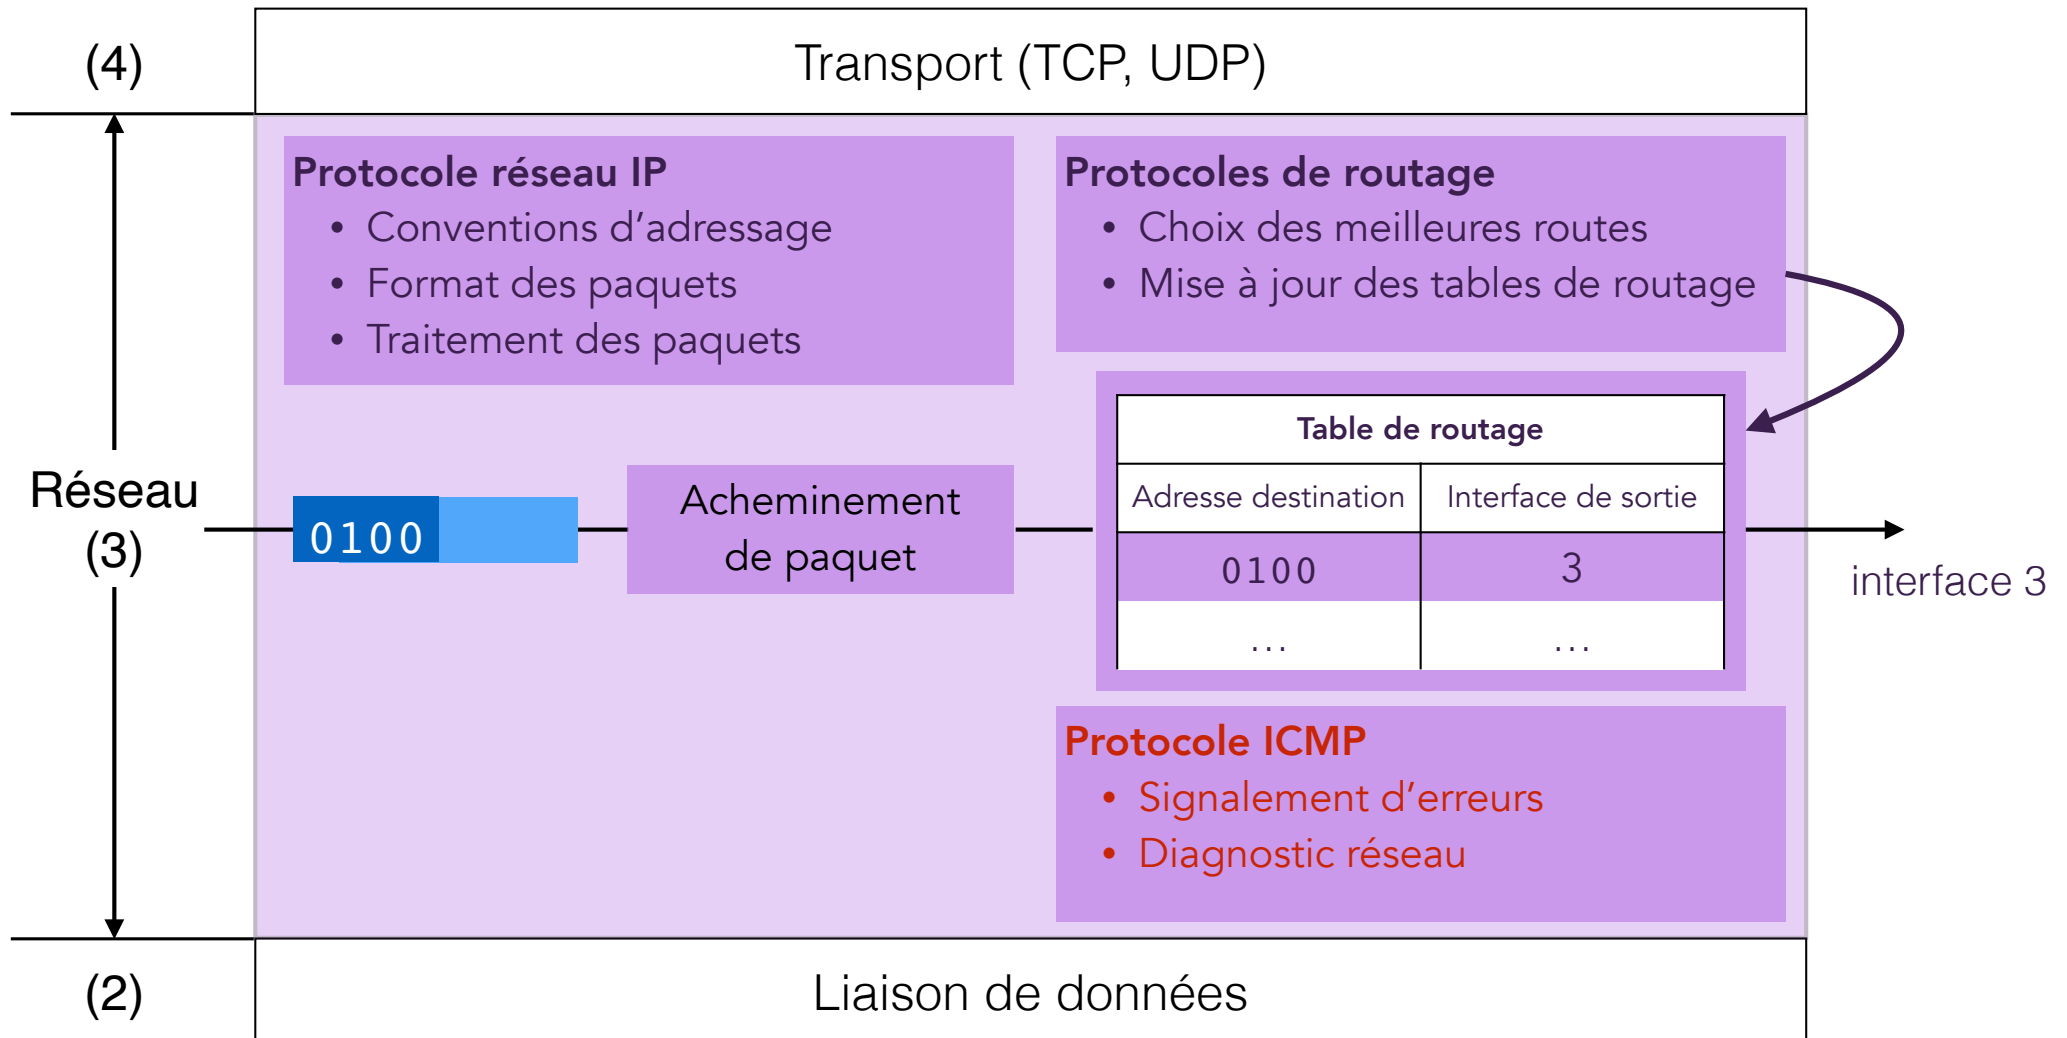 (4)
Transport (TCP, UDP)
Protocole réseau IP
• Conventions d’adressage
• Format des paquets
• Traitement des paquets
Protocoles de routage
• Choix des meilleures routes
• Mise à jour des tables de routage
Réseau
(3)
0100
Acheminement
de paquet
Table de routage
Adresse destination Interface de sortie
0100 3
... ...
interface 3
Protocole ICMP
• Signalement d’erreurs
• Diagnostic réseau
(2)
Liaison de données